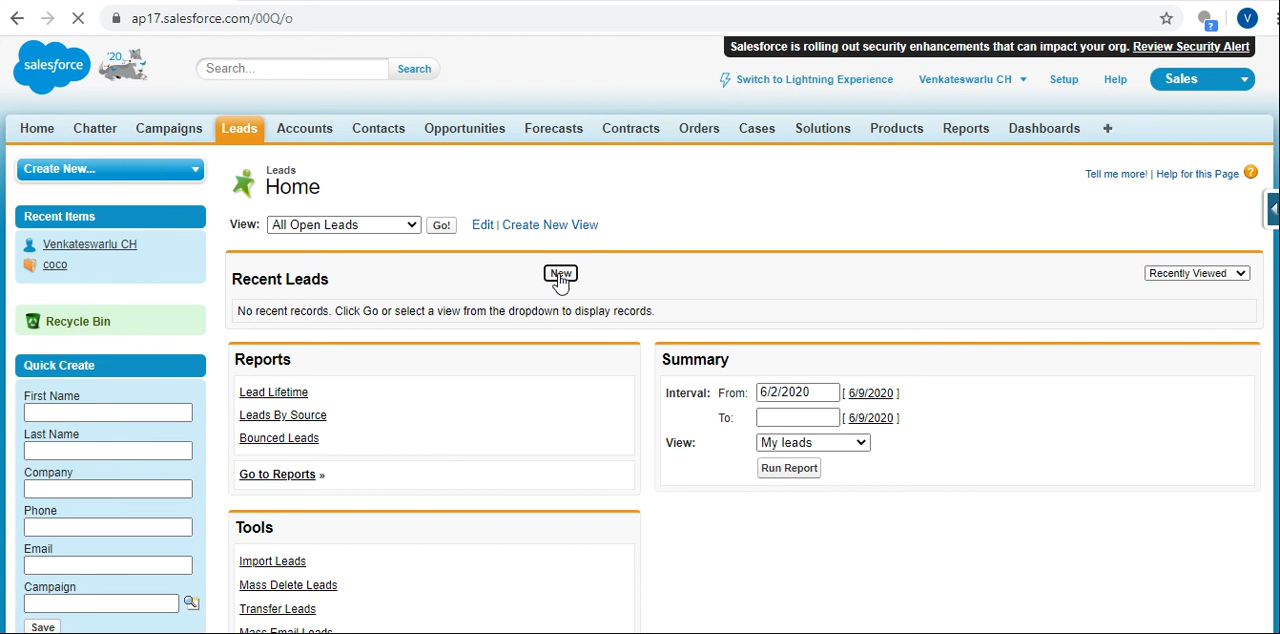 ap17.salesforce.com/00Q/o
V
?
salesforce
'20
Search...
Search
Salesforce is rolling out security enhancements that can impact your org. Review Security Alert
Switch to Lightning Experience
Venkateswarlu CH
Setup
Help
Sales
Home
Chatter
Campaigns
Leads
Accounts
Contacts
Opportunities
Forecasts
Contracts
Orders
Cases
Solutions
Products
Reports
Dashboards
+
Create New...
Leads
Home
Tell me more! | Help for this Page ?
View: All Open Leads Go! Edit | Create New View
Recent Items
Venkateswarlu CH
coco
Recycle Bin
Recent Leads
New
Recently Viewed
No recent records. Click Go or select a view from the dropdown to display records.
Quick Create
First Name
Last Name
Company
Phone
Email
Campaign
Save
Reports
Lead Lifetime
Leads By Source
Bounced Leads
Go to Reports »
Summary
Interval: From: 6/2/2020 [ 6/9/2020 ]
To: [ 6/9/2020 ]
View: My leads
Run Report
Tools
Import Leads
Mass Delete Leads
Transfer Leads
Mass Email Leads